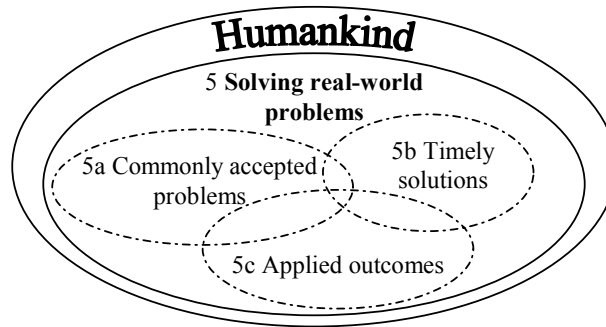 Humankind
5 Solving real-world
problems
5a Commonly accepted
problems
5b Timely
solutions
5c Applied outcomes